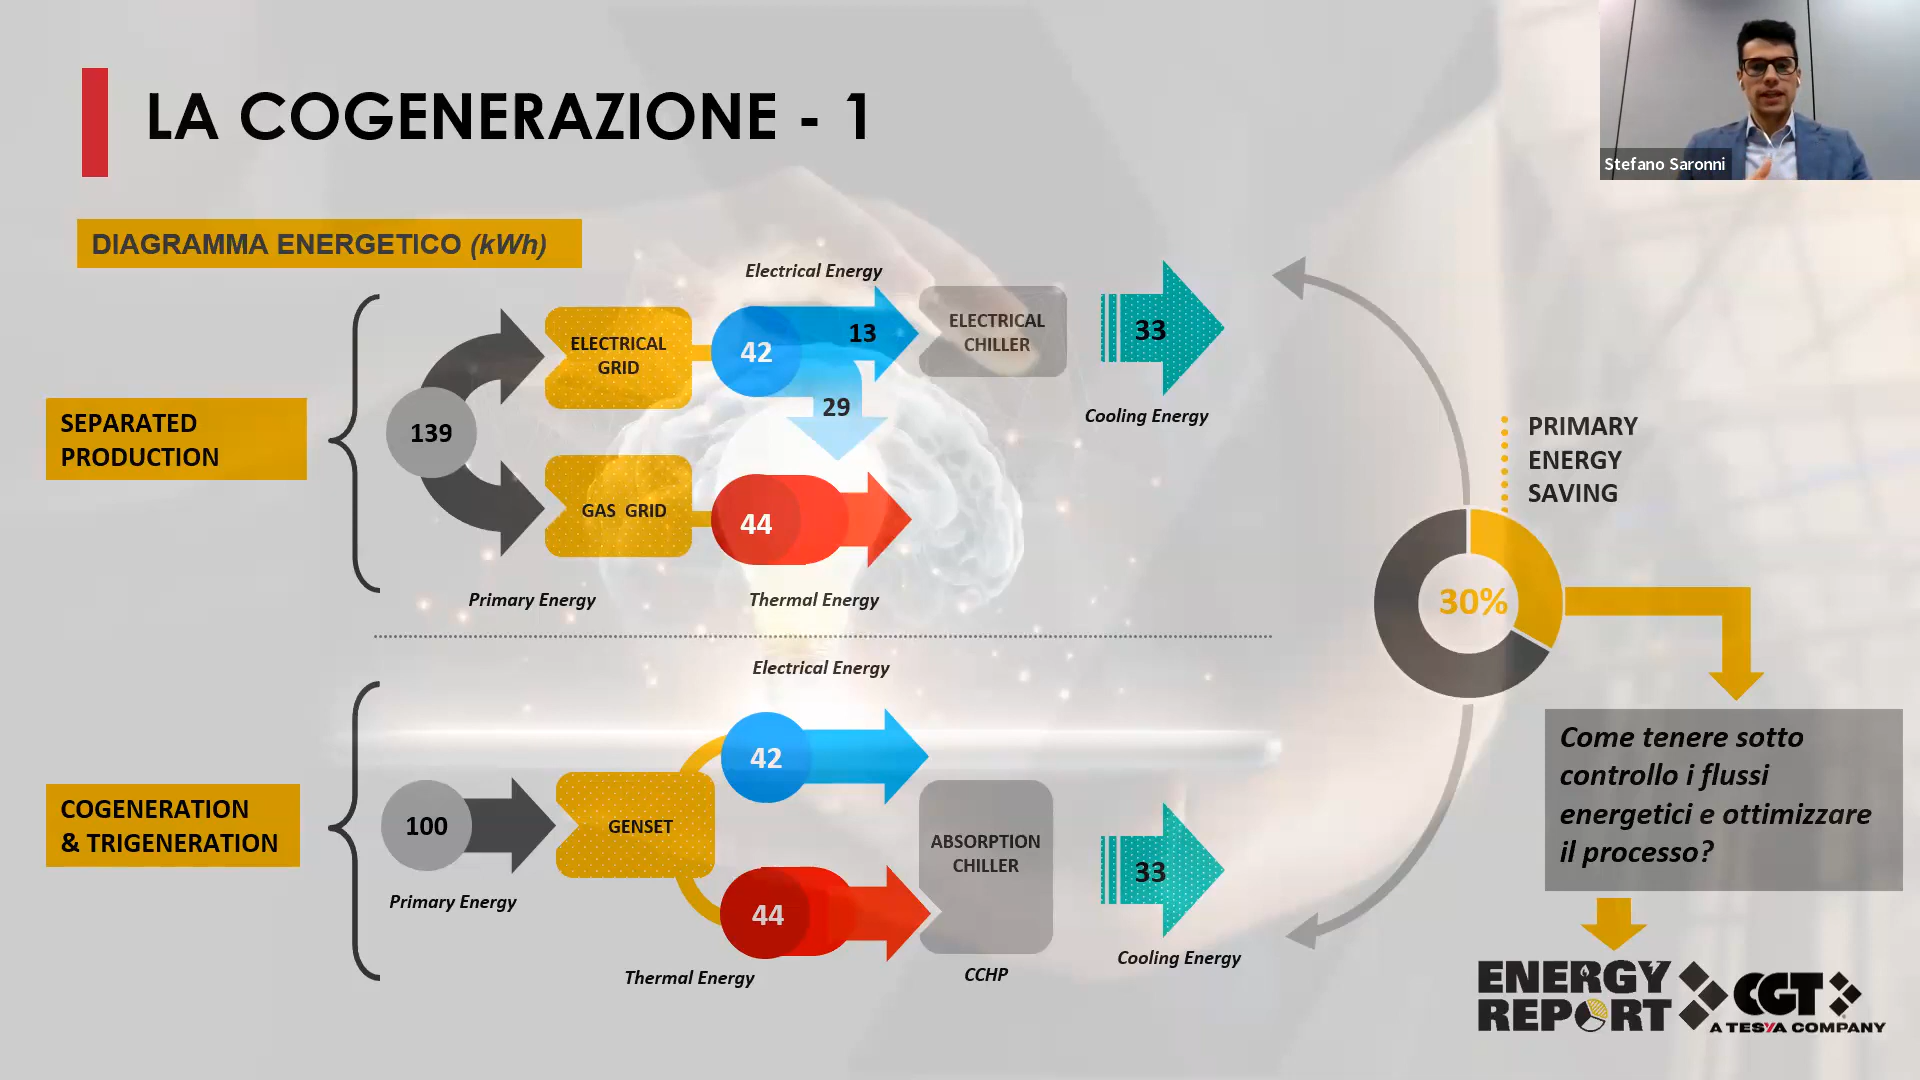 LA COGENERAZIONE - 1
Stefano Saronni
DIAGRAMMA ENERGETICO (kWh)
Electrical Energy
SEPARATED
PRODUCTION
139
ELECTRICAL
GRID
42
13
29
ELECTRICAL
CHILLER
33
Cooling Energy
GAS GRID
44
Primary Energy
Thermal Energy
PRIMARY
ENERGY
SAVING
30%
Electrical Energy
COGENERATION
& TRIGENERATION
100
Primary Energy
GENSET
42
44
Thermal Energy
ABSORPTION
CHILLER
CCHP
33
Cooling Energy
Come tenere sotto
controllo i flussi
energetici e ottimizzare
il processo?
ENERGY
REPORT
CGT
A TESYA COMPANY